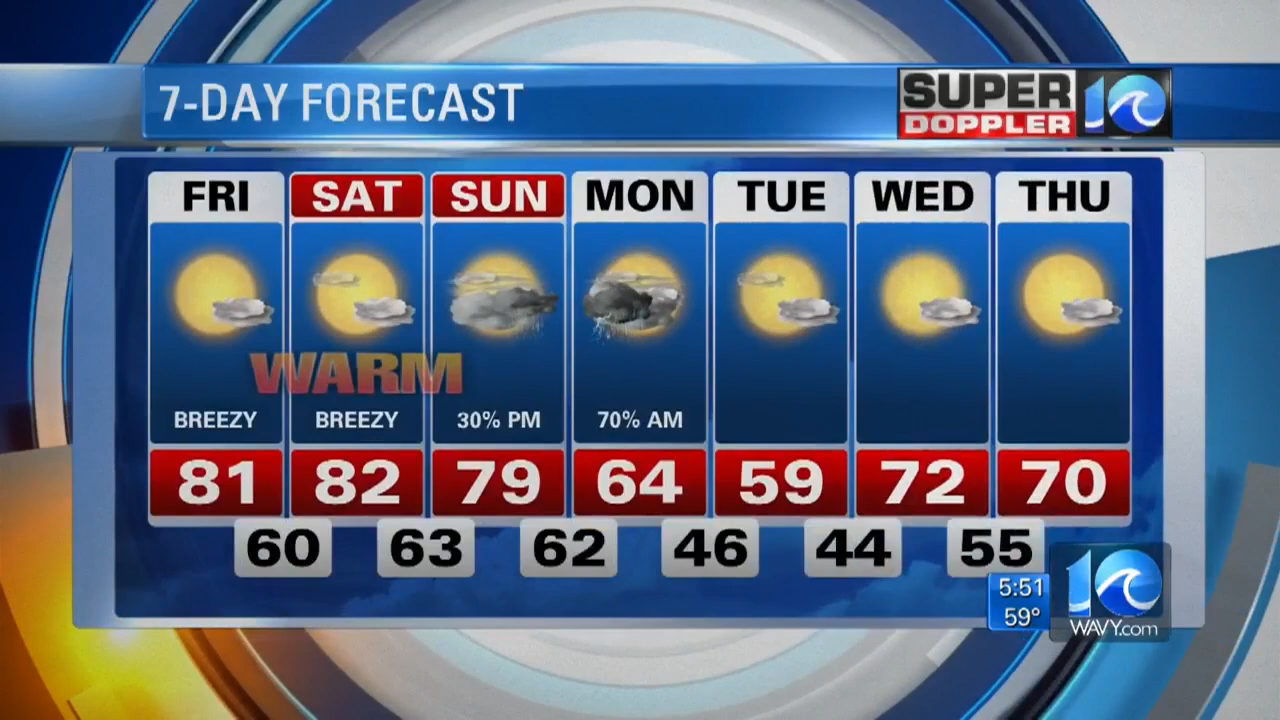 7-DAY FORECAST
SUPER
DOPPLER
10
FRI SAT SUN MON TUE WED THU
WARM
BREEZY BREEZY 30% PM 70% AM
81 82 79 64 59 72 70
60 63 62 46 44 55
5:51
59°
10
WAVY.com